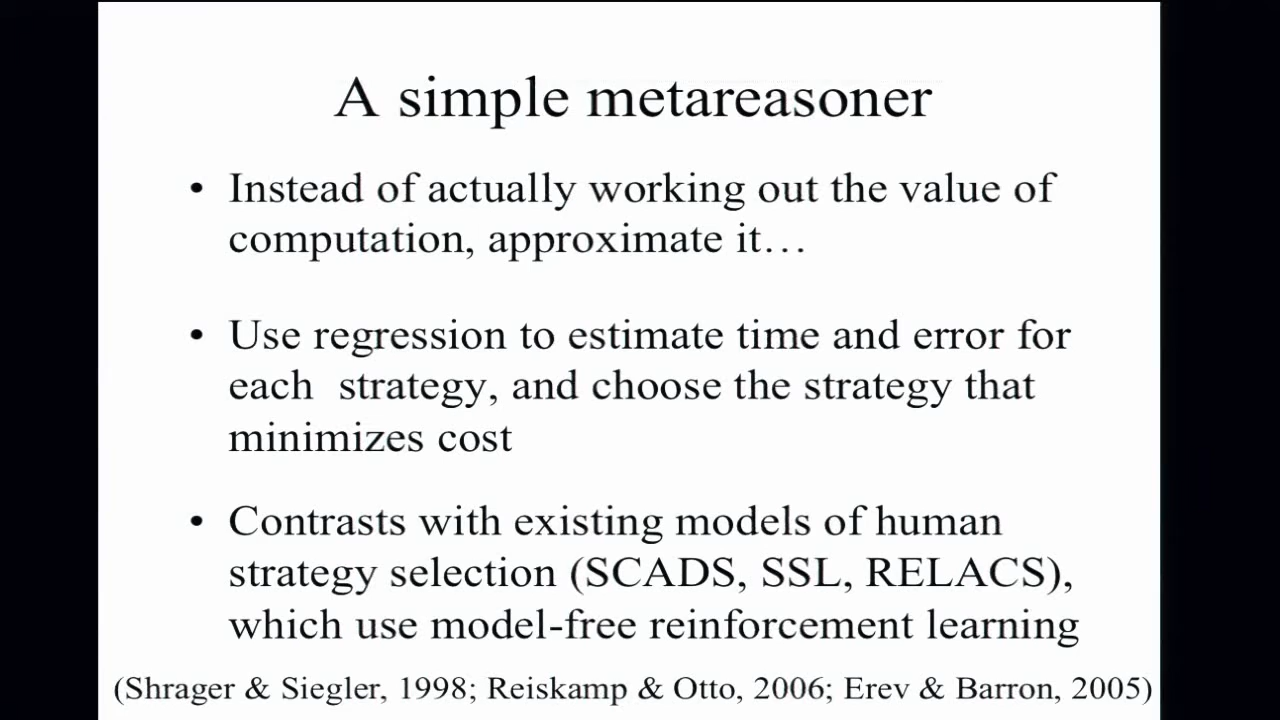 A simple metareasoner
• Instead of actually working out the value of
computation, approximate it…
• Use regression to estimate time and error for
each strategy, and choose the strategy that
minimizes cost
• Contrasts with existing models of human
strategy selection (SCADS, SSL, RELACS),
which use model-free reinforcement learning
(Shrager & Siegler, 1998; Reiskamp & Otto, 2006; Erev & Barron, 2005)